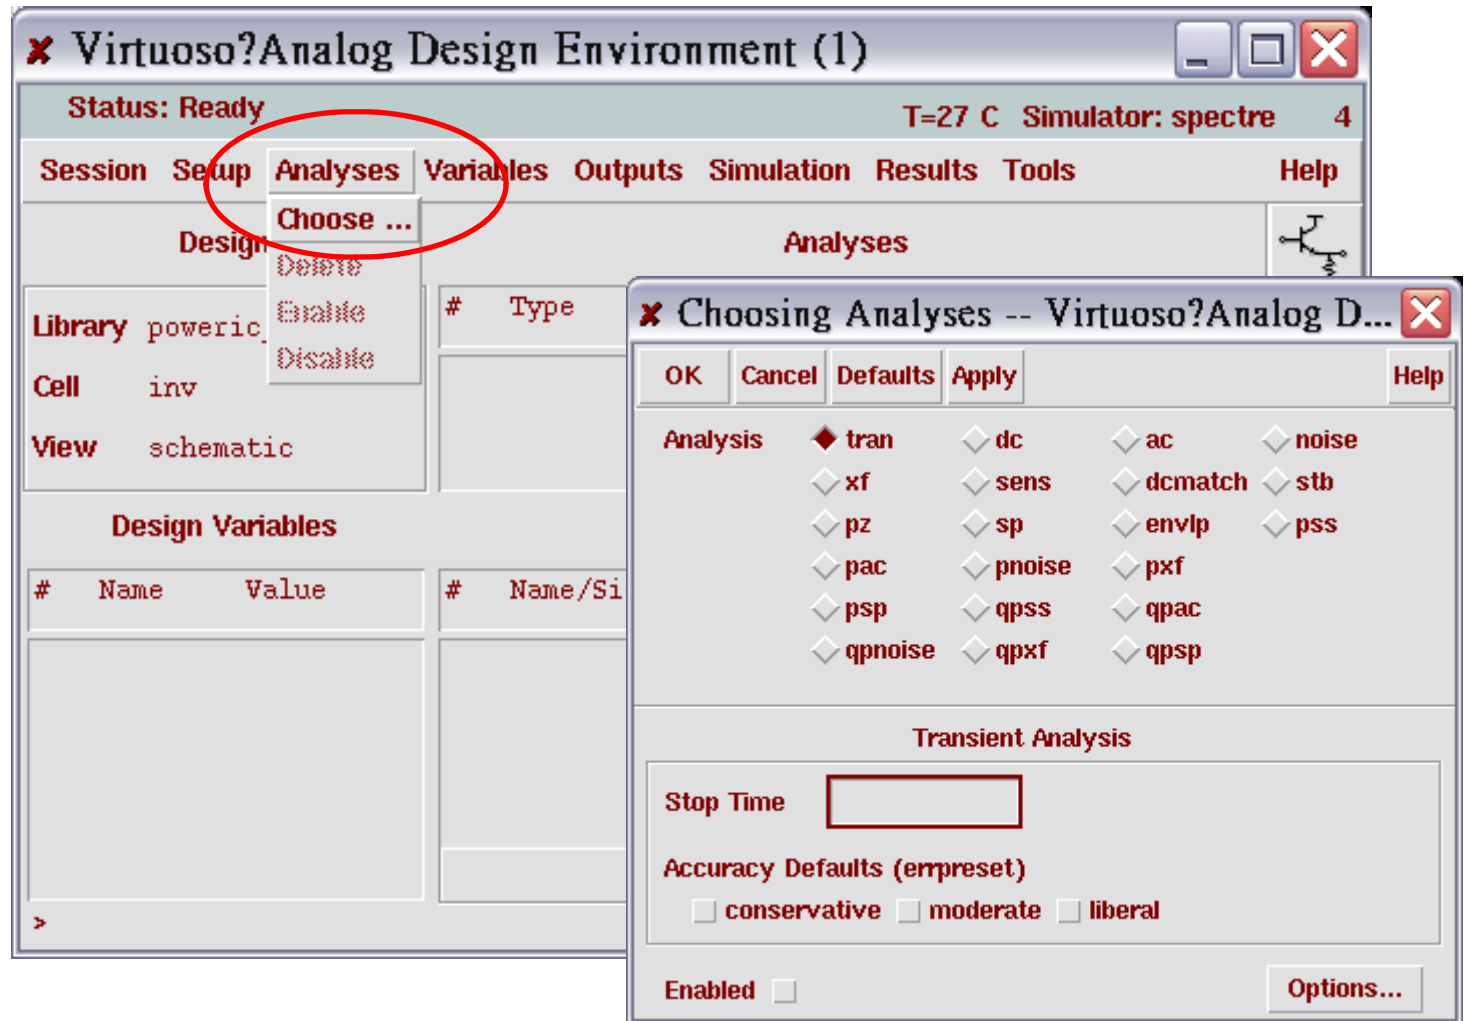 Virtuoso?Analog Design Environment (1)
Status: Ready
T=27 C Simulator: spectre 4
Session Setup Analyses Variables Outputs Simulation Results Tools Help
Choose ...
Delete
Enable
Disable
Design
Analyses
Library poweric_
Cell inv
View schematic
# Type
Design Variables
# Name Value
# Name/Si
>
Choosing Analyses -- Virtuoso?Analog D...
OK Cancel Defaults Apply Help
Analysis tran dc ac noise
xf sens dcmatch stb
pz sp envlp pss
pac pnoise pxf
psp qpss qpac
qpnoise qpxf qpsp
Transient Analysis
Stop Time
Accuracy Defaults (errpreset)
conservative moderate liberal
Enabled Options...